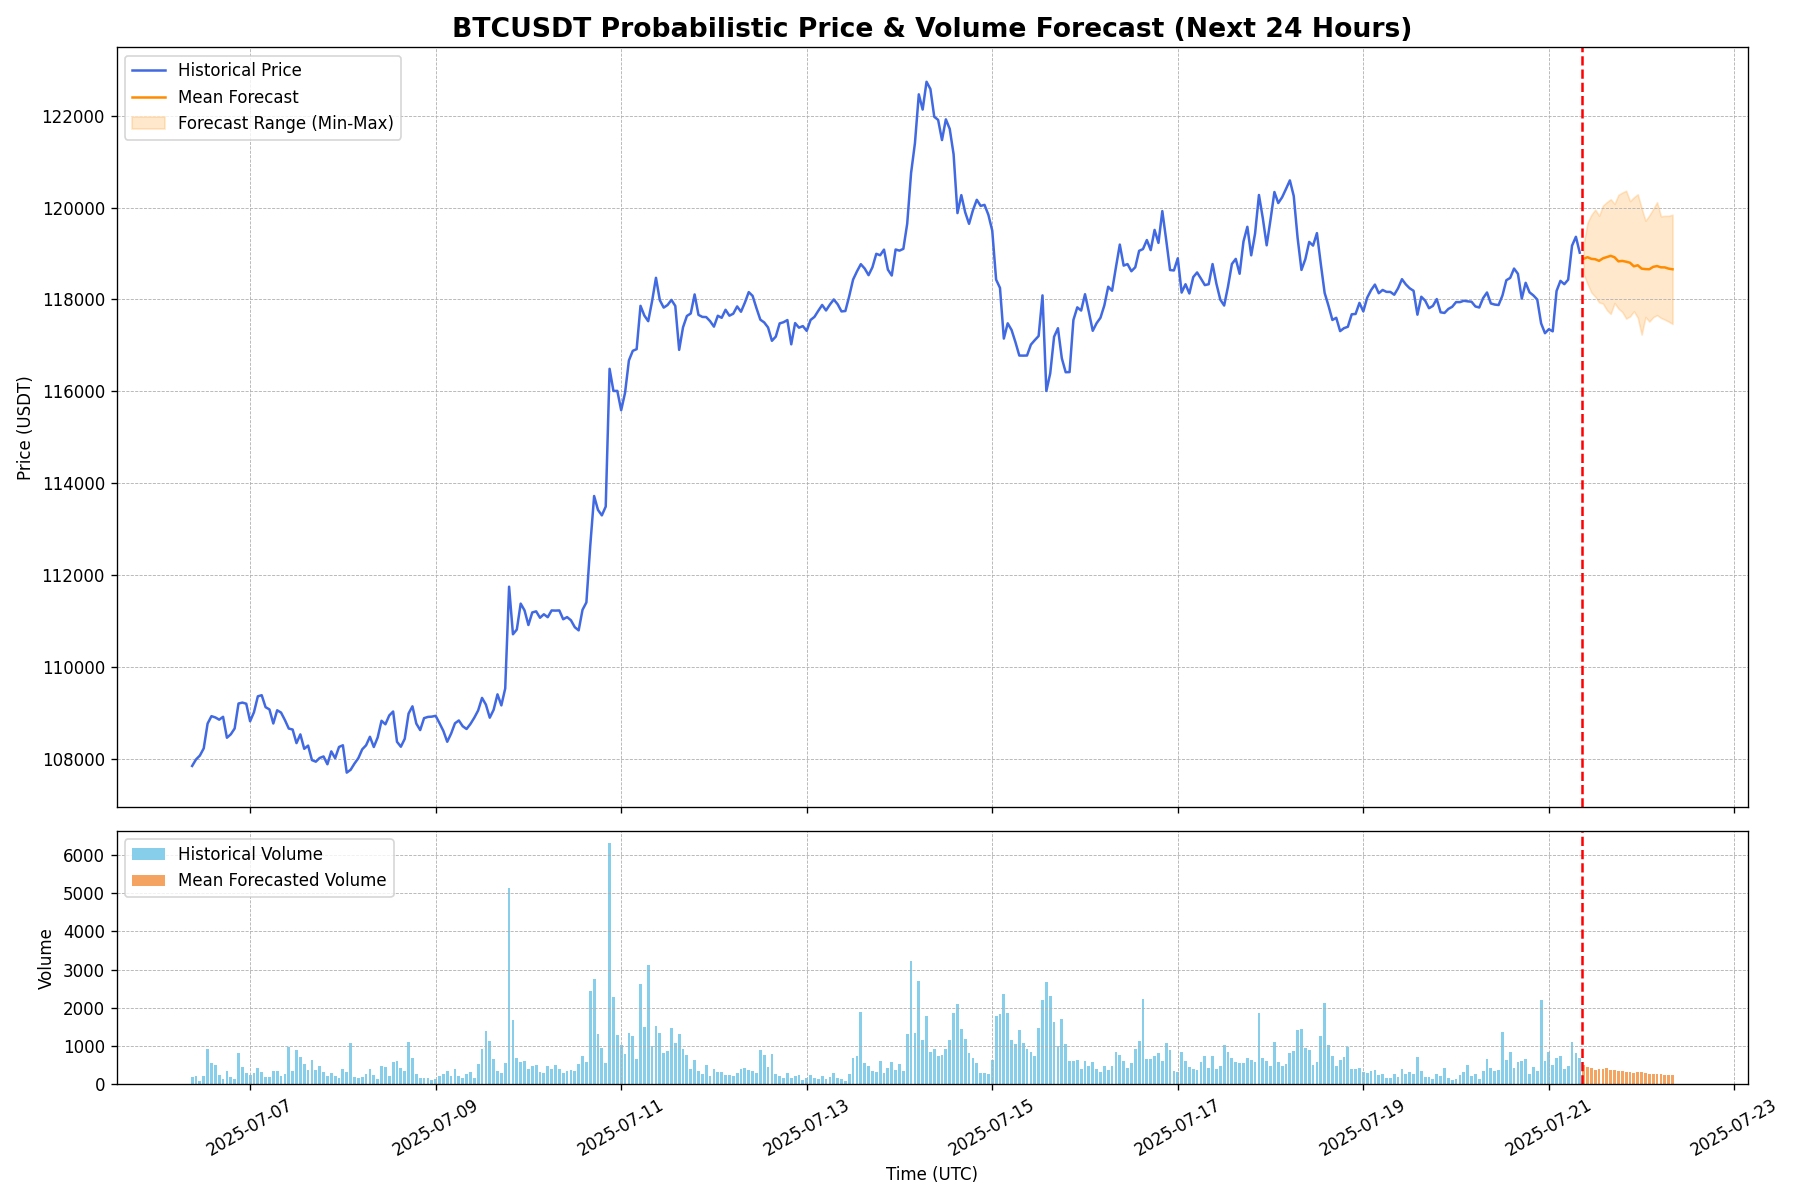 BTCUSDT Probabilistic Price & Volume Forecast (Next 24 Hours)
Historical Price
Mean Forecast
Forecast Range (Min-Max)
122000
120000
118000
116000
114000
112000
110000
108000
Price (USDT)
Historical Volume
Mean Forecasted Volume
6000
5000
4000
3000
2000
1000
0
Volume
2025-07-07
2025-07-09
2025-07-11
2025-07-13
2025-07-15
2025-07-17
2025-07-19
2025-07-21
2025-07-23
Time (UTC)